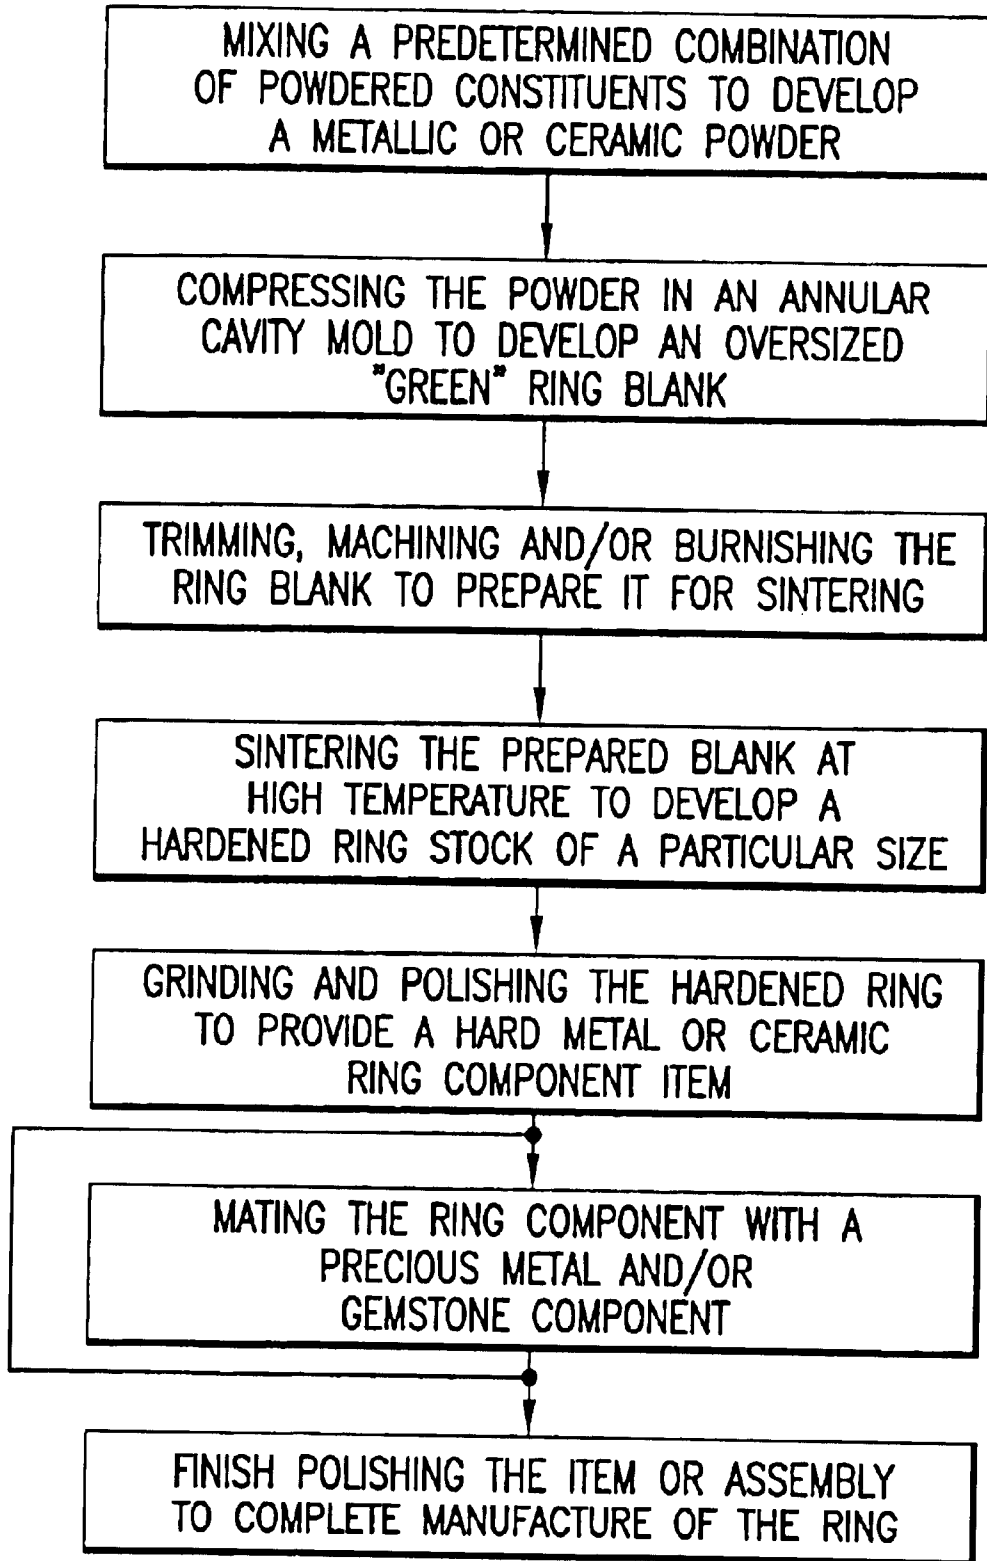 MIXING A PREDETERMINED COMBINATION
OF POWDERED CONSTITUENTS TO DEVELOP
A METALLIC OR CERAMIC POWDER
COMPRESSING THE POWDER IN AN ANNULAR
CAVITY MOLD TO DEVELOP AN OVERSIZED
"GREEN" RING BLANK
TRIMMING, MACHINING AND/OR BURNISHING THE
RING BLANK TO PREPARE IT FOR SINTERING
SINTERING THE PREPARED BLANK AT
HIGH TEMPERATURE TO DEVELOP A
HARDENED RING STOCK OF A PARTICULAR SIZE
GRINDING AND POLISHING THE HARDENED RING
TO PROVIDE A HARD METAL OR CERAMIC
RING COMPONENT ITEM
MATING THE RING COMPONENT WITH A
PRECIOUS METAL AND/OR
GEMSTONE COMPONENT
FINISH POLISHING THE ITEM OR ASSEMBLY
TO COMPLETE MANUFACTURE OF THE RING